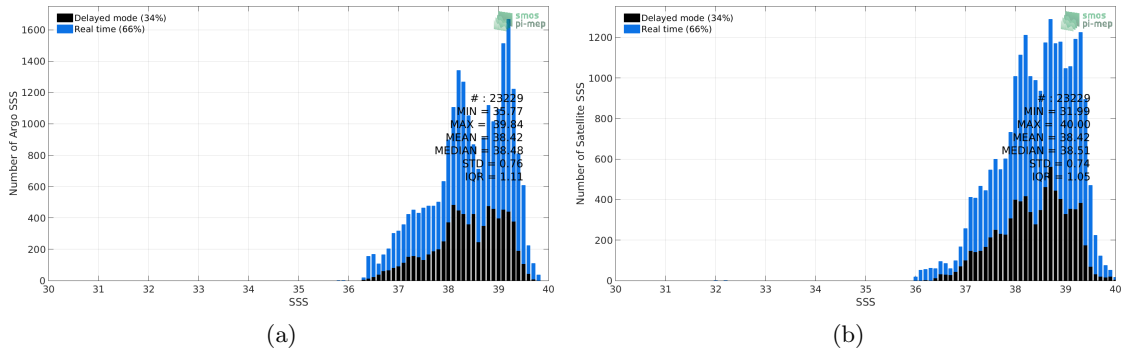 Delayed mode (34%)
Real time (66%)
smos
pi-mep
1600
1400
1200
1000
800
600
400
200
0
Number of Argo SSS
# : 23229
MIN = 35.77
MAX = 39.84
MEAN = 38.42
MEDIAN = 38.48
STD = 0.76
IQR = 1.11
30 31 32 33 34 35 36 37 38 39 40
SSS
(a)
Delayed mode (34%)
Real time (66%)
smos
pi-mep
1200
1000
800
600
400
200
0
Number of Satellite SSS
# : 23229
MIN = 31.99
MAX = 40.00
MEAN = 38.42
MEDIAN = 38.51
STD = 0.74
IQR = 1.05
30 31 32 33 34 35 36 37 38 39 40
SSS
(b)